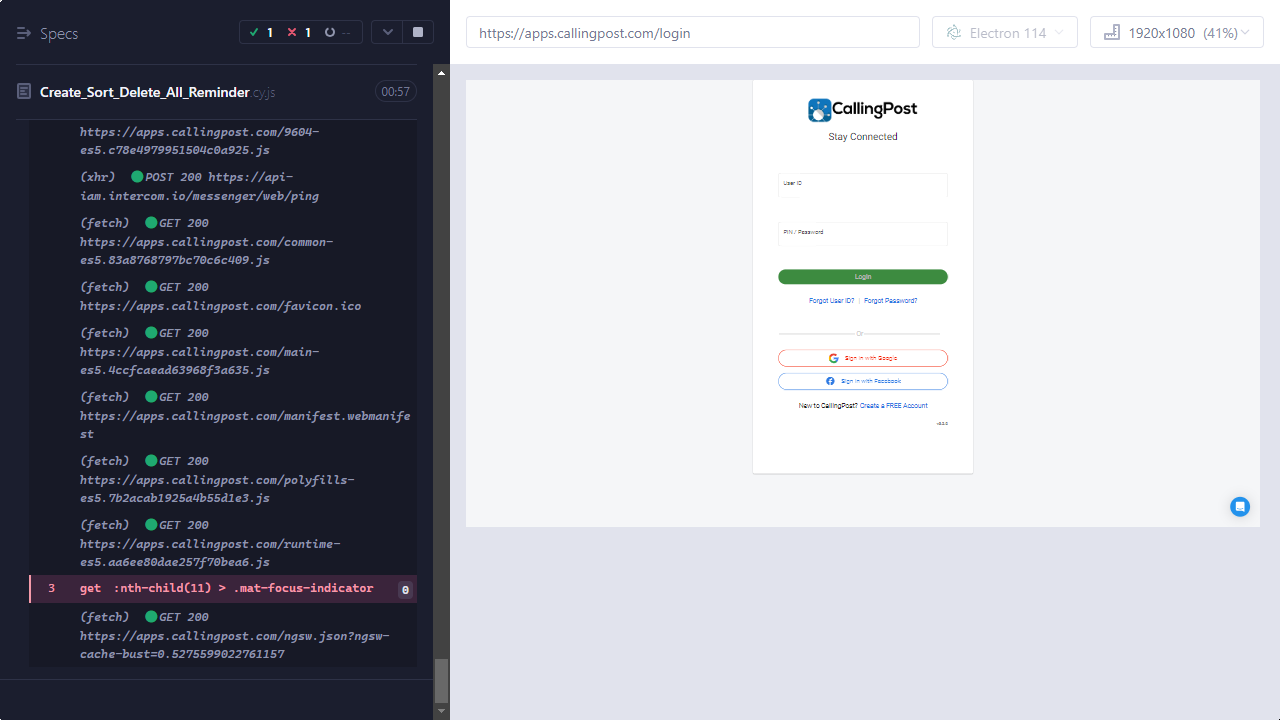 Specs
1
1
--
Create_Sort_Delete_All_Reminder.cy.js
00:57
https://apps.callingpost.com/9604-
es5.c78e4979951504c0a925.js
(xhr) POST 200 https://api-
iam.intercom.io/messenger/web/ping
(fetch) GET 200
https://apps.callingpost.com/common-
es5.83a8768797bc70c6c409.js
(fetch) GET 200
https://apps.callingpost.com/favicon.ico
(fetch) GET 200
https://apps.callingpost.com/main-
es5.4ccfcaead63968f3a633.js
(fetch) GET 200
https://apps.callingpost.com/manifest.webmanife
st
(fetch) GET 200
https://apps.callingpost.com/polyfills-
es5.7b2acab1925a4b55d1e3.js
(fetch) GET 200
https://apps.callingpost.com/runtime-
es5.aa6ee80dae257f70bea6.js
3 get :nth-child(11) > .mat-focus-indicator 0
(fetch) GET 200
https://apps.callingpost.com/ngsw.json?ngsw-
cache-bust=0.5275599022761157
https://apps.callingpost.com/login
Electron 114
1920x1080 (41%)
CallingPost
Stay Connected
User ID
PIN / Password
Login
Forgot User ID? | Forgot Password?
Or
Sign in with Google
Sign in with Facebook
New to CallingPost? Create a FREE Account